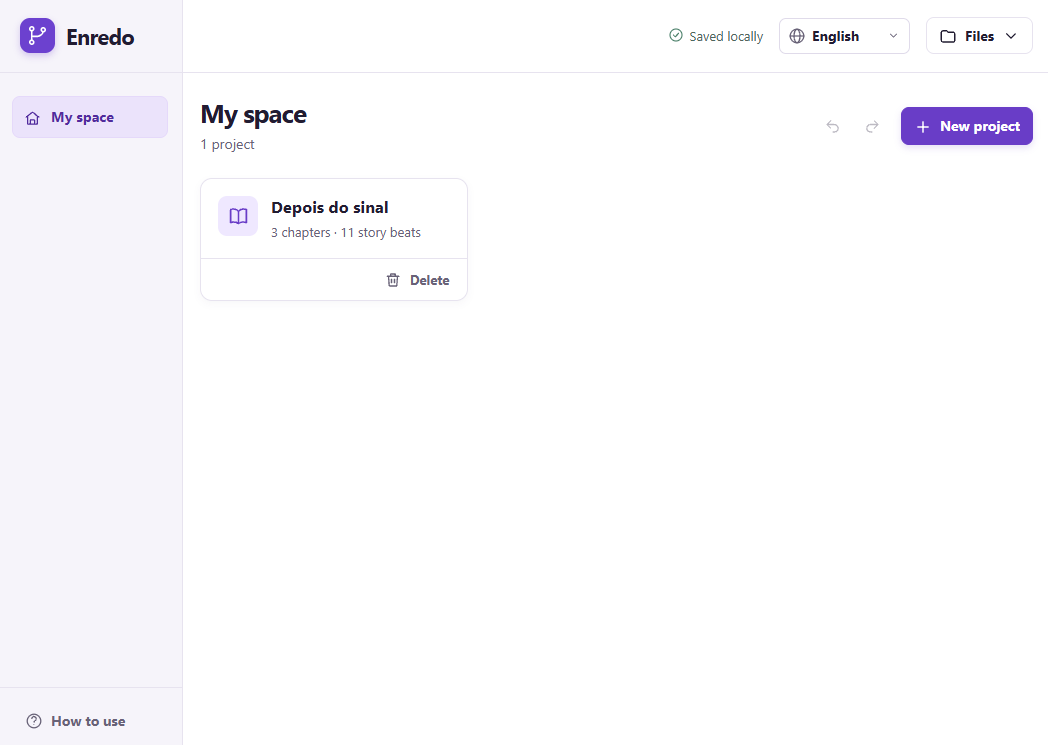 Enredo
Saved locally
English
Files
My space
My space
1 project
New project
Depois do sinal
3 chapters · 11 story beats
Delete
How to use